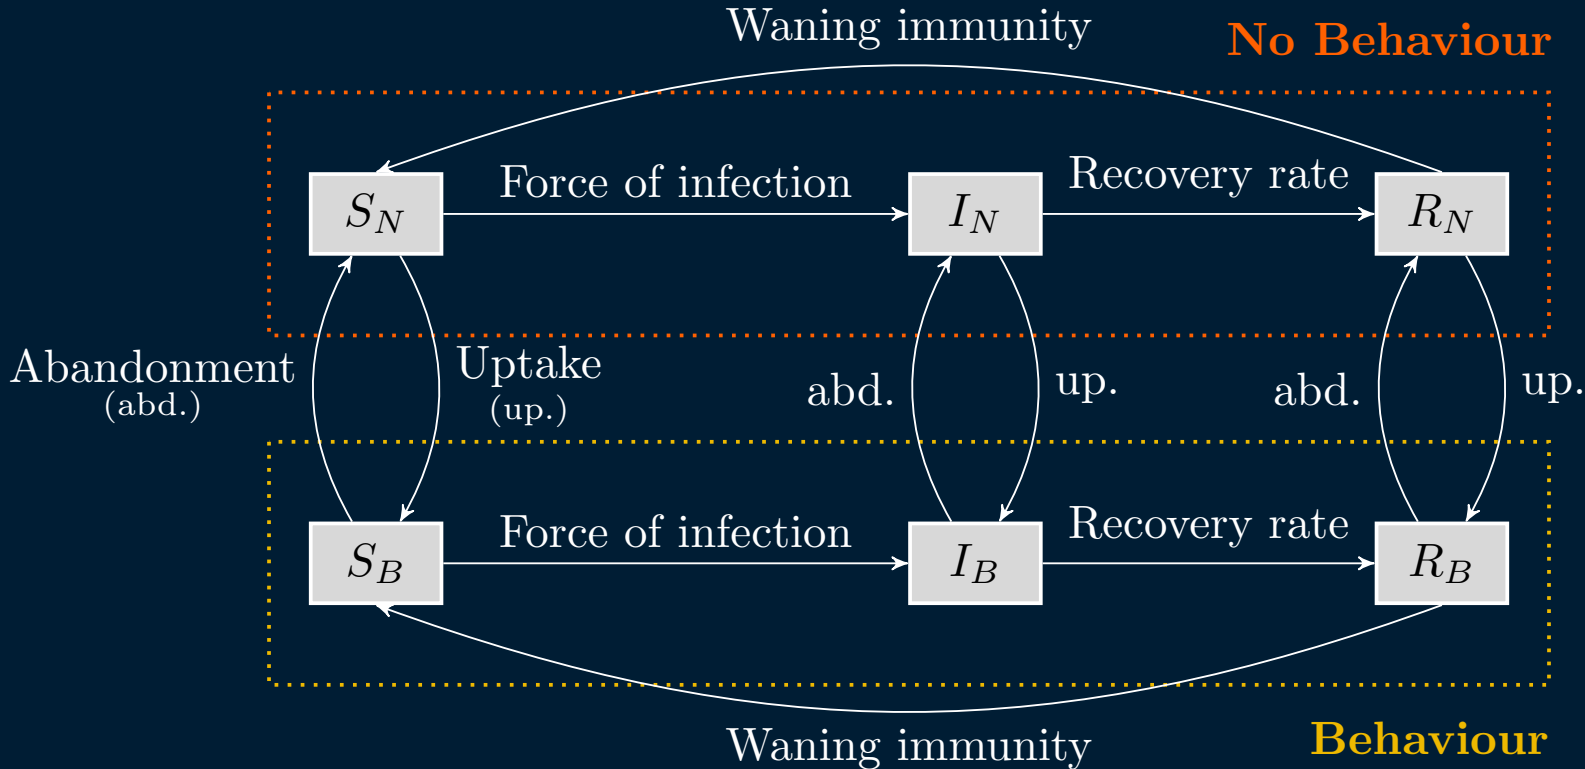 Waning immunity
No Behaviour
Force of infection
Recovery rate
S_N
I_N
R_N
Abandonment
(abd.)
Uptake
(up.)
abd.
up.
abd.
up.
Force of infection
Recovery rate
S_B
I_B
R_B
Waning immunity
Behaviour